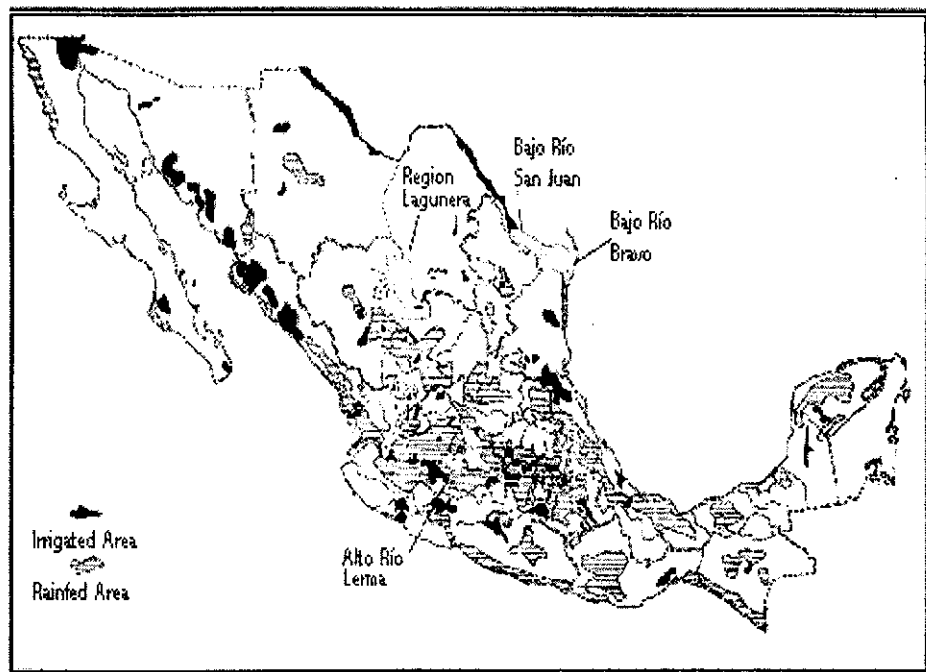 Bajo Río
San Juan
Region
Lagunera
Bajo Río
Bravo
Alto Río
Lerma
Irrigated Area
Rainfed Area